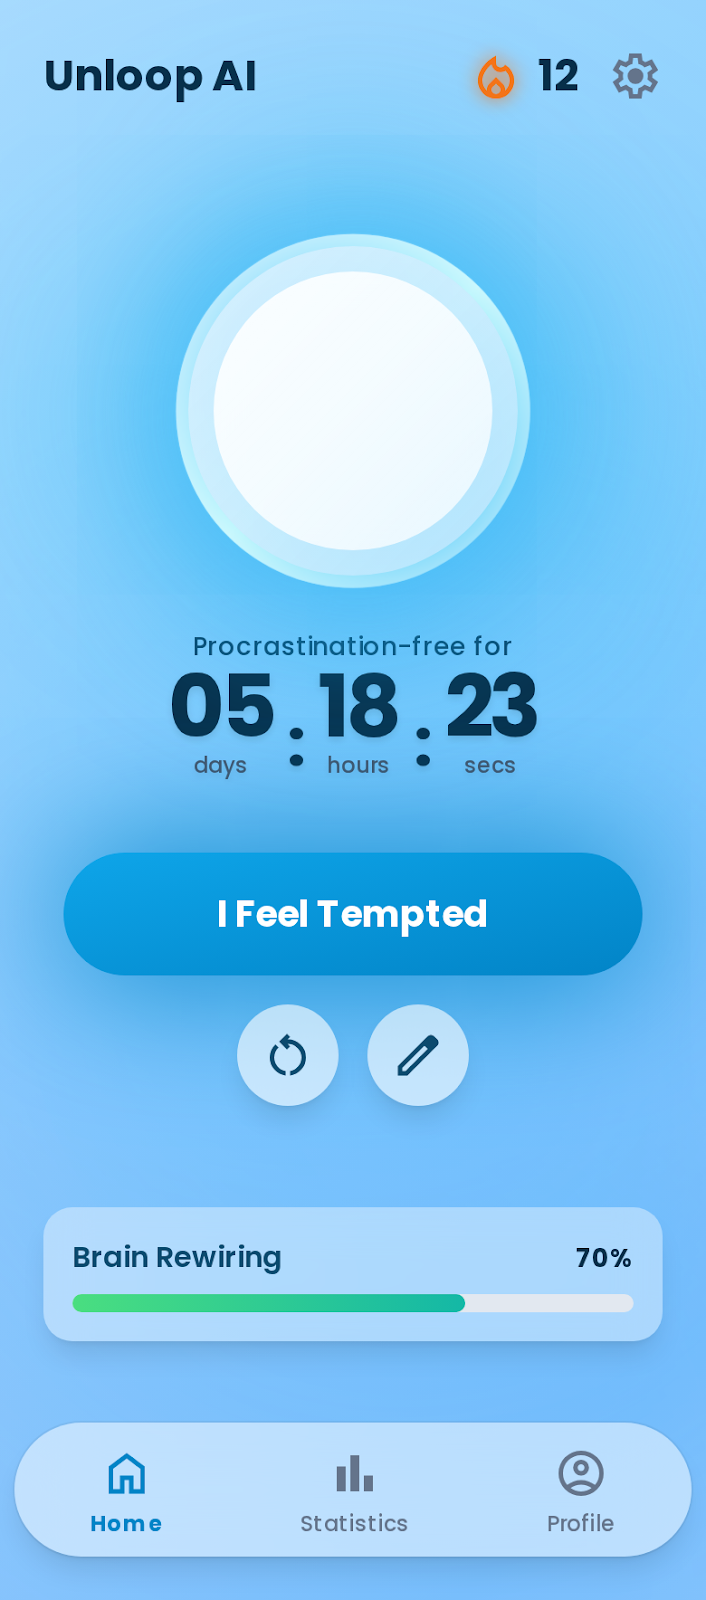 Unloop AI 12
Procrastination-free for
05 : 18 : 23
days hours secs
I Feel Tempted
Brain Rewiring 70%
Home Statistics Profile